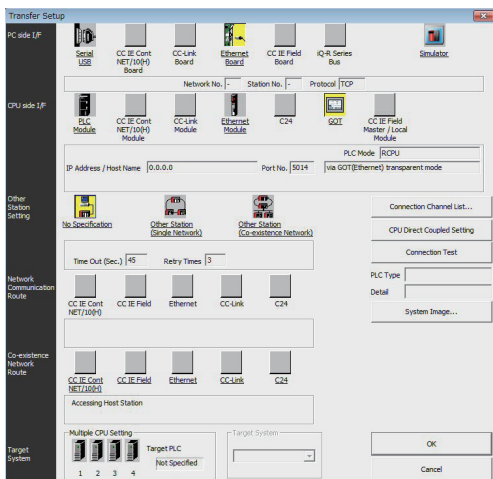 Transfer Setup
PC side I/F
Serial USB
CC IE Cont NET/10(H) Board
CC-Link Board
Ethernet Board
CC IE Field Board
iQ-R Series Bus
Simulator
Network No. - Station No. - Protocol TCP
CPU side I/F
PLC Module
CC IE Cont NET/10(H) Module
CC-Link Module
Ethernet Module
C24
GOT
CC IE Field Master / Local Module
PLC Mode RCPU
IP Address / Host Name 0.0.0.0 Port No. 5014 via GOT(Ethernet) transparent mode
Other Station Setting
No Specification
Other Station (Single Network)
Other Station (Co-existence Network)
Time Out (Sec.) 45 Retry Times 3
Connection Channel List...
CPU Direct Coupled Setting
Connection Test
PLC Type
Detail
System Image...
Network Communication Route
CC IE Cont NET/10(H)
CC IE Field
Ethernet
CC-Link
C24
Co-existence Network Route
CC IE Cont NET/10(H)
CC IE Field
Ethernet
CC-Link
C24
Accessing Host Station
Target System
Multiple CPU Setting
1 2 3 4
Target PLC
Not Specified
Target System
OK
Cancel